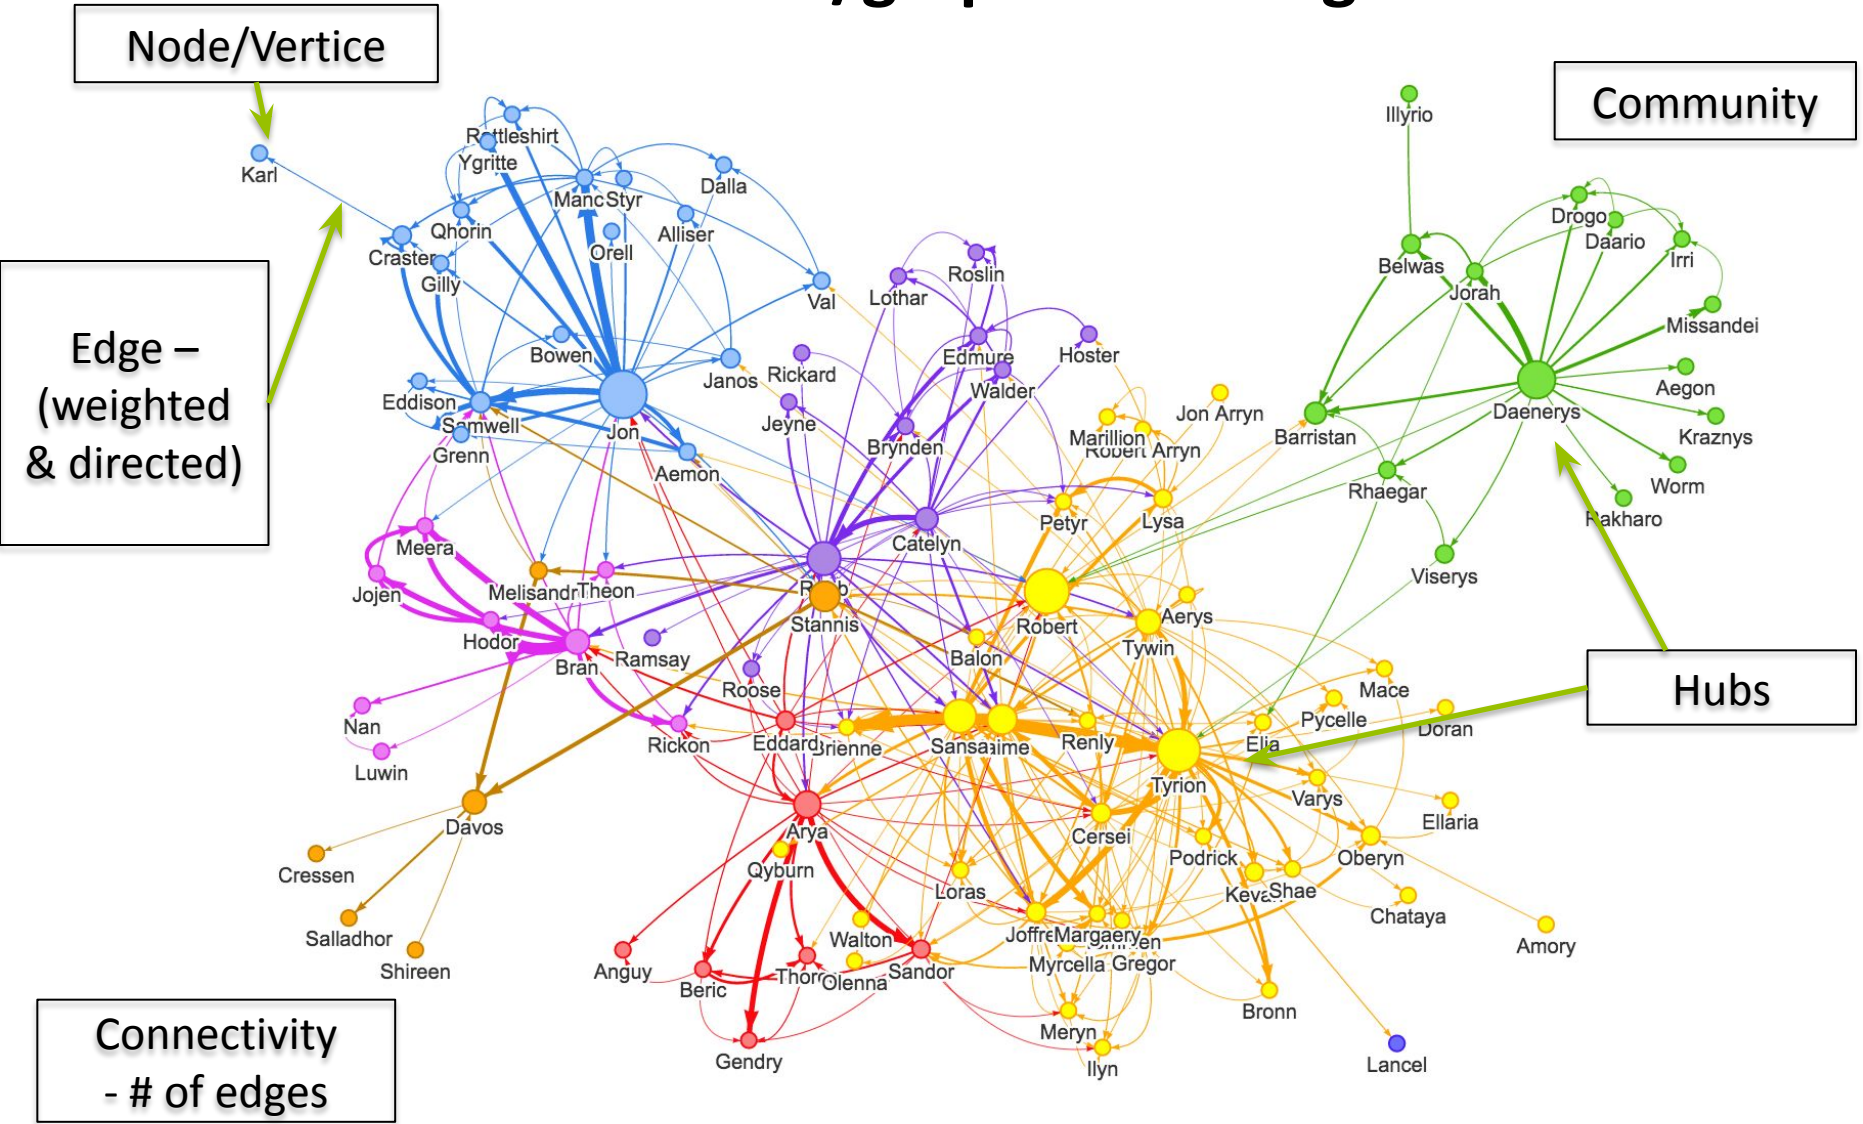 Node/Vertice
Community
Edge –
(weighted
& directed)
Hubs
Connectivity
- # of edges
Illyrio
Rattleshirt
Ygritte
Karl
Styr
Dalla
Drogo
Qhorin
Alliser
Daario
Craster
Orell
Irri
Gilly
Roslin
Belwas
Lothar
Val
Jorah
Missandei
Bowen
Edmure
Hoster
Janos
Rickard
Walder
Aegon
Eddison
Daenerys
Samwell
Jeyne
Jon Arryn
Jon
Marillion
Barristan
Kraznys
Grenn
Brynden
Robert Arryn
Aemon
Rhaegar
Worm
Petyr
Lysa
Rakharo
Meera
Catelyn
Viserys
Jojen
Theon
Stannis
Robert
Aerys
Hodor
Tywin
Bran
Ramsay
Balon
Roose
Mace
Nan
Pycelle
Rickon
Eddard
Brienne
Sansa
Renly
Elia
Doran
Luwin
Tyrion
Varys
Davos
Arya
Cersei
Ellaria
Podrick
Oberyn
Cressen
Qyburn
Loras
Shae
Chataya
Salladhor
Walton
Margaery
Amory
Shireen
Anguy
Sandor
Myrcella
Gregor
Beric
Olenna
Bronn
Meryn
Gendry
Ilyn
Lancel